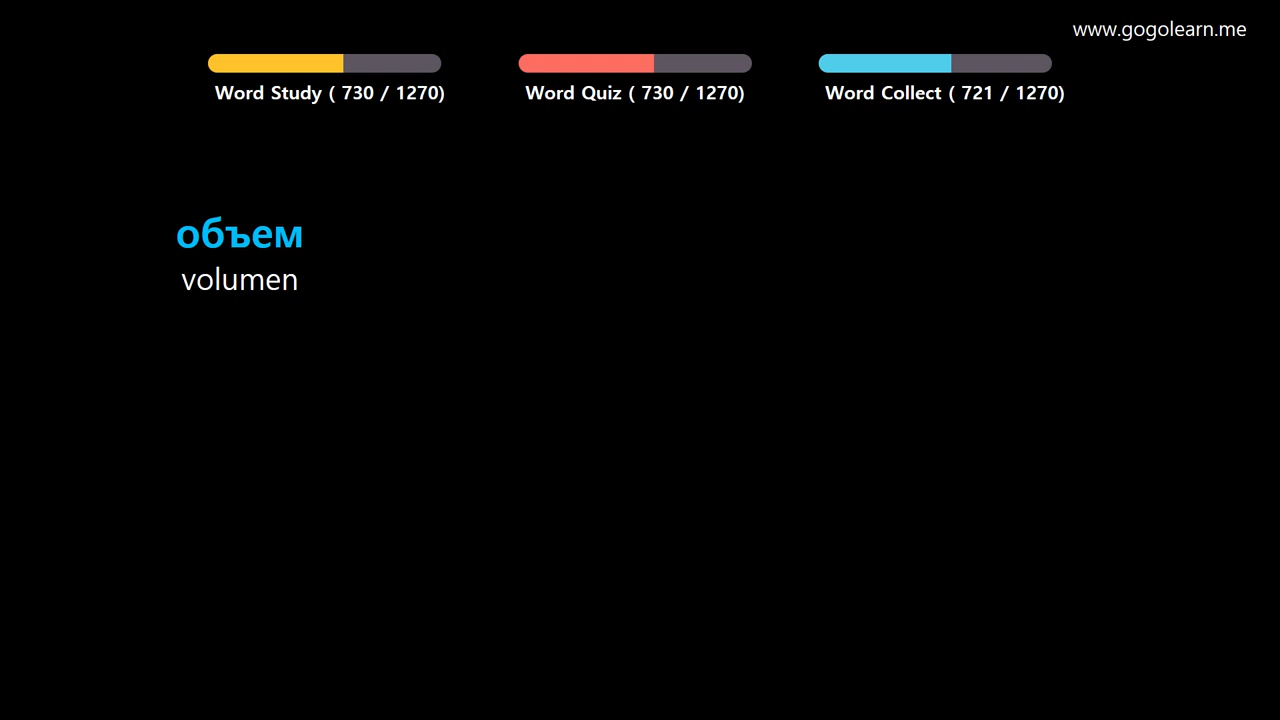 www.gogolearn.me
Word Study ( 730 / 1270)
Word Quiz ( 730 / 1270)
Word Collect ( 721 / 1270)
объем
volumen